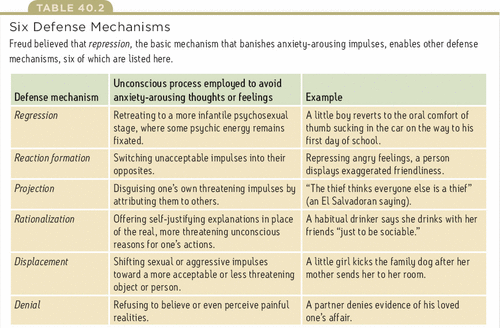 TABLE 40.2
Six Defense Mechanisms
Freud believed that repression, the basic mechanism that banishes anxiety-arousing impulses, enables other defense
mechanisms, six of which are listed here.
Defense mechanism
Unconscious process employed to avoid
anxiety-arousing thoughts or feelings
Example
Regression
Retreating to a more infantile psychosexual
stage, where some psychic energy remains
fixated.
A little boy reverts to the oral comfort of
thumb sucking in the car on the way to his
first day of school.
Reaction formation
Switching unacceptable impulses into their
opposites.
Repressing angry feelings, a person
displays exaggerated friendliness.
Projection
Disguising one's own threatening impulses by
attributing them to others.
“The thief thinks everyone else is a thief”
(an El Salvadoran saying).
Rationalization
Offering self-justifying explanations in place
of the real, more threatening unconscious
reasons for one's actions.
A habitual drinker says she drinks with her
friends “just to be sociable.”
Displacement
Shifting sexual or aggressive impulses
toward a more acceptable or less threatening
object or person.
A little girl kicks the family dog after her
mother sends her to her room.
Denial
Refusing to believe or even perceive painful
realities.
A partner denies evidence of his loved
one's affair.